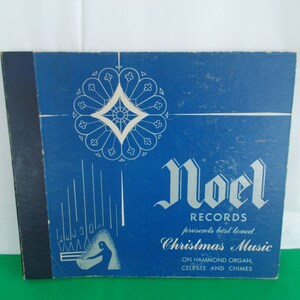 Noel
RECORDS
presents best loved
Christmas Music
ON HAMMOND ORGAN,
CELESTE AND CHIMES